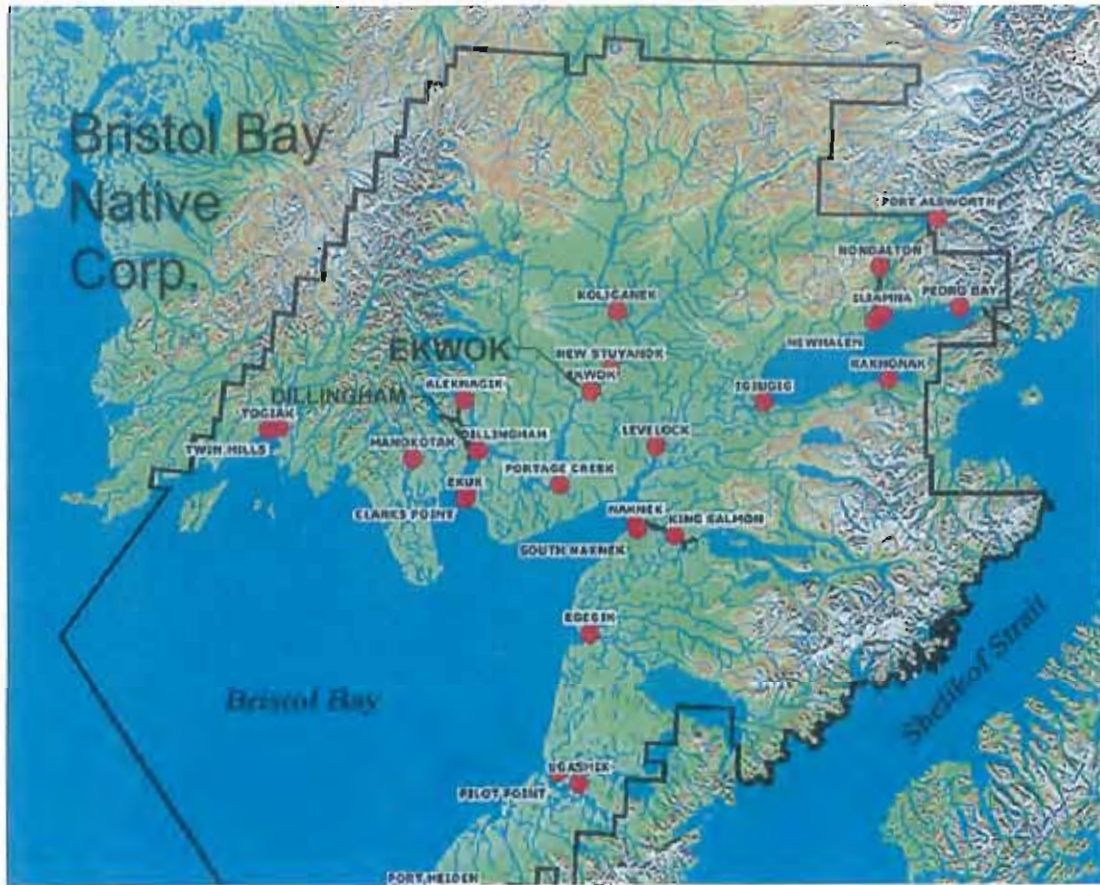 Bristol Bay
Native
Corp.
PORT ALSWORTH
NONDALTON
ILIAMNA
PEDRO BAY
KOLIGANEK
NEWHALEN
EKWOK
NEW STUYAHOK
EKWOK
KAKHONAK
ALEKNAGIK
IGIUGIG
DILLINGHAM
TOGIAK
TWIN HILLS
MANOKOTAK
DILLINGHAM
LEVELOCK
PORTAGE CREEK
EKUK
CLARKS POINT
NAKNEK
KING SALMON
SOUTH NAKNEK
EGEGIK
Bristol Bay
Shelikof Strait
UGASHIK
PILOT POINT
PORT HEIDEN